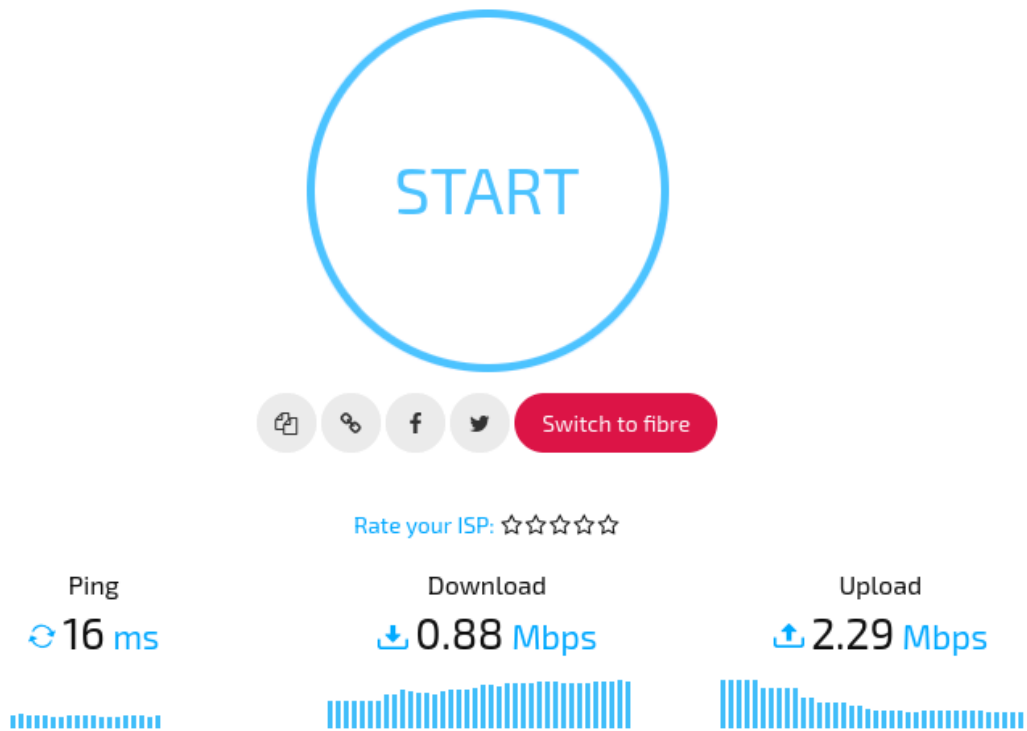 START
Switch to fibre
Rate your ISP:
Ping
Download
Upload
16 ms
0.88 Mbps
2.29 Mbps